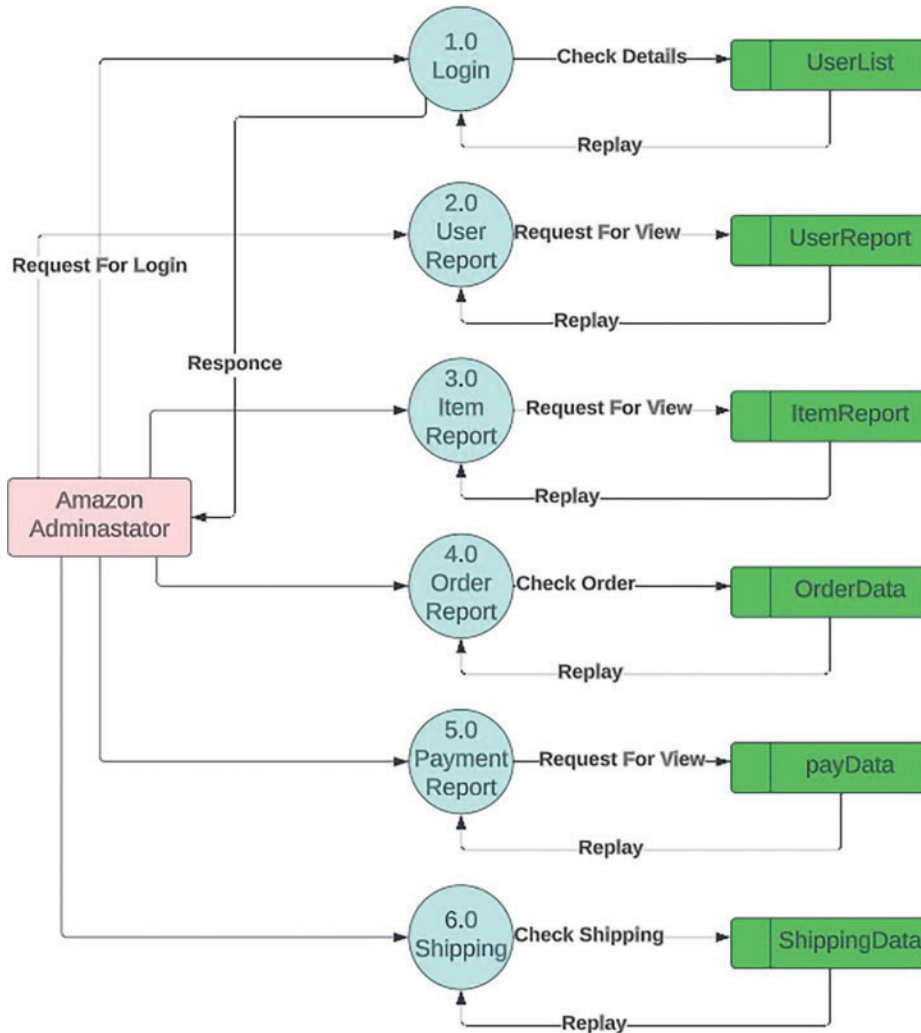 1.0
Login
Check Details
UserList
Replay
2.0
User
Report
Request For View
UserReport
Request For Login
Replay
Responce
3.0
Item
Report
Request For View
ItemReport
Replay
Amazon
Adminastator
4.0
Order
Report
Check Order
OrderData
Replay
5.0
Payment
Report
Request For View
payData
Replay
6.0
Shipping
Check Shipping
ShippingData
Replay